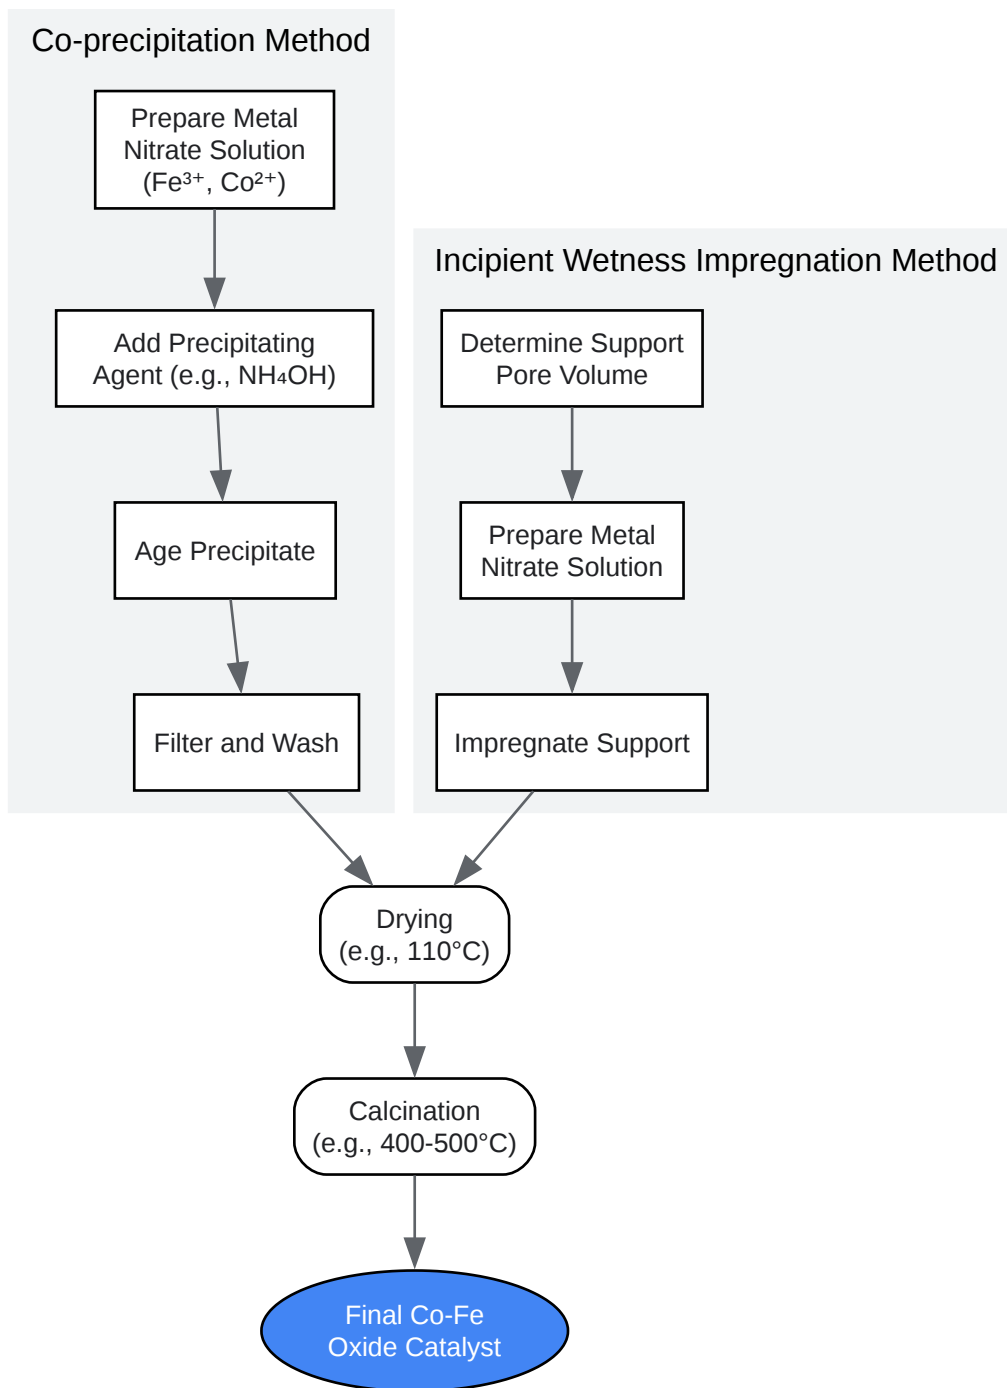 Co-precipitation Method
Prepare Metal
Nitrate Solution
(Fe³⁺, Co²⁺)
Add Precipitating
Agent (e.g., NH₄OH)
Age Precipitate
Filter and Wash
Incipient Wetness Impregnation Method
Determine Support
Pore Volume
Prepare Metal
Nitrate Solution
Impregnate Support
Drying
(e.g., 110°C)
Calcination
(e.g., 400-500°C)
Final Co-Fe
Oxide Catalyst